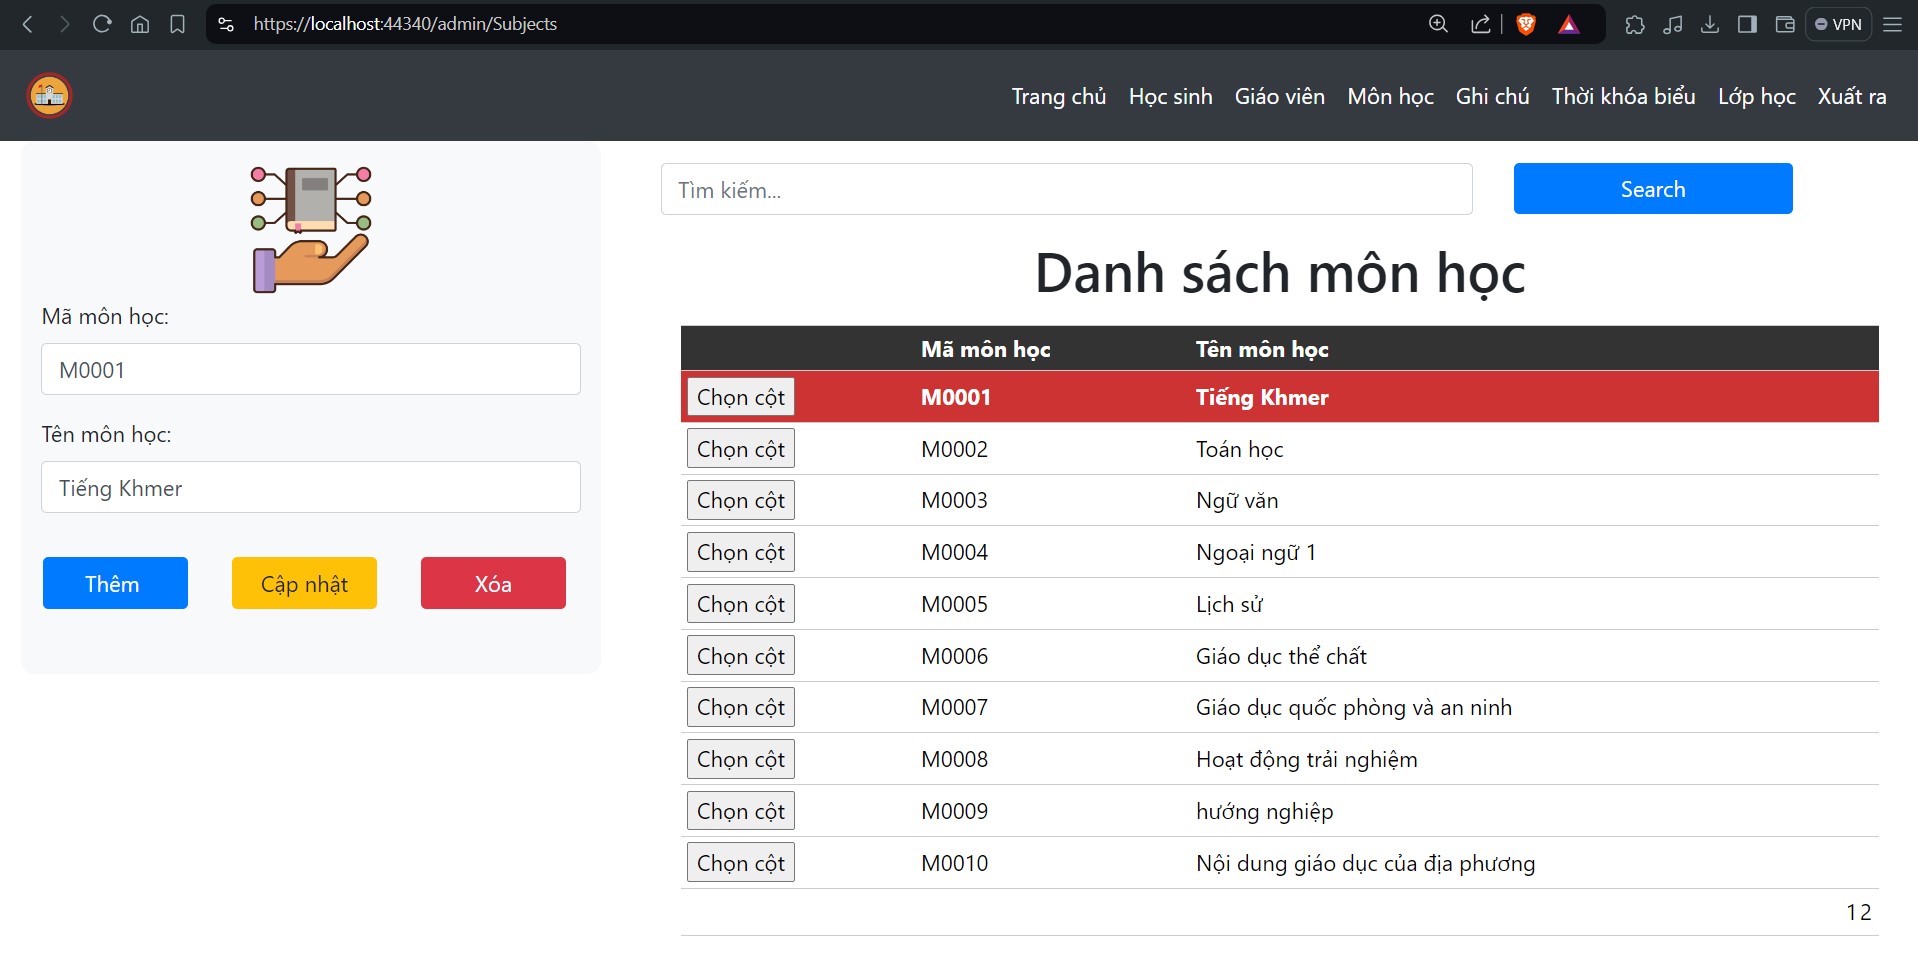 https://localhost:44340/admin/Subjects
VPN
Trang chủ Học sinh Giáo viên Môn học Ghi chú Thời khóa biểu Lớp học Xuất ra
Tìm kiếm...
Search
Mã môn học:
M0001
Tên môn học:
Tiếng Khmer
Thêm Cập nhật Xóa
Danh sách môn học
Mã môn học Tên môn học
Chọn cột M0001 Tiếng Khmer
Chọn cột M0002 Toán học
Chọn cột M0003 Ngữ văn
Chọn cột M0004 Ngoại ngữ 1
Chọn cột M0005 Lịch sử
Chọn cột M0006 Giáo dục thể chất
Chọn cột M0007 Giáo dục quốc phòng và an ninh
Chọn cột M0008 Hoạt động trải nghiệm
Chọn cột M0009 hướng nghiệp
Chọn cột M0010 Nội dung giáo dục của địa phương
1 2